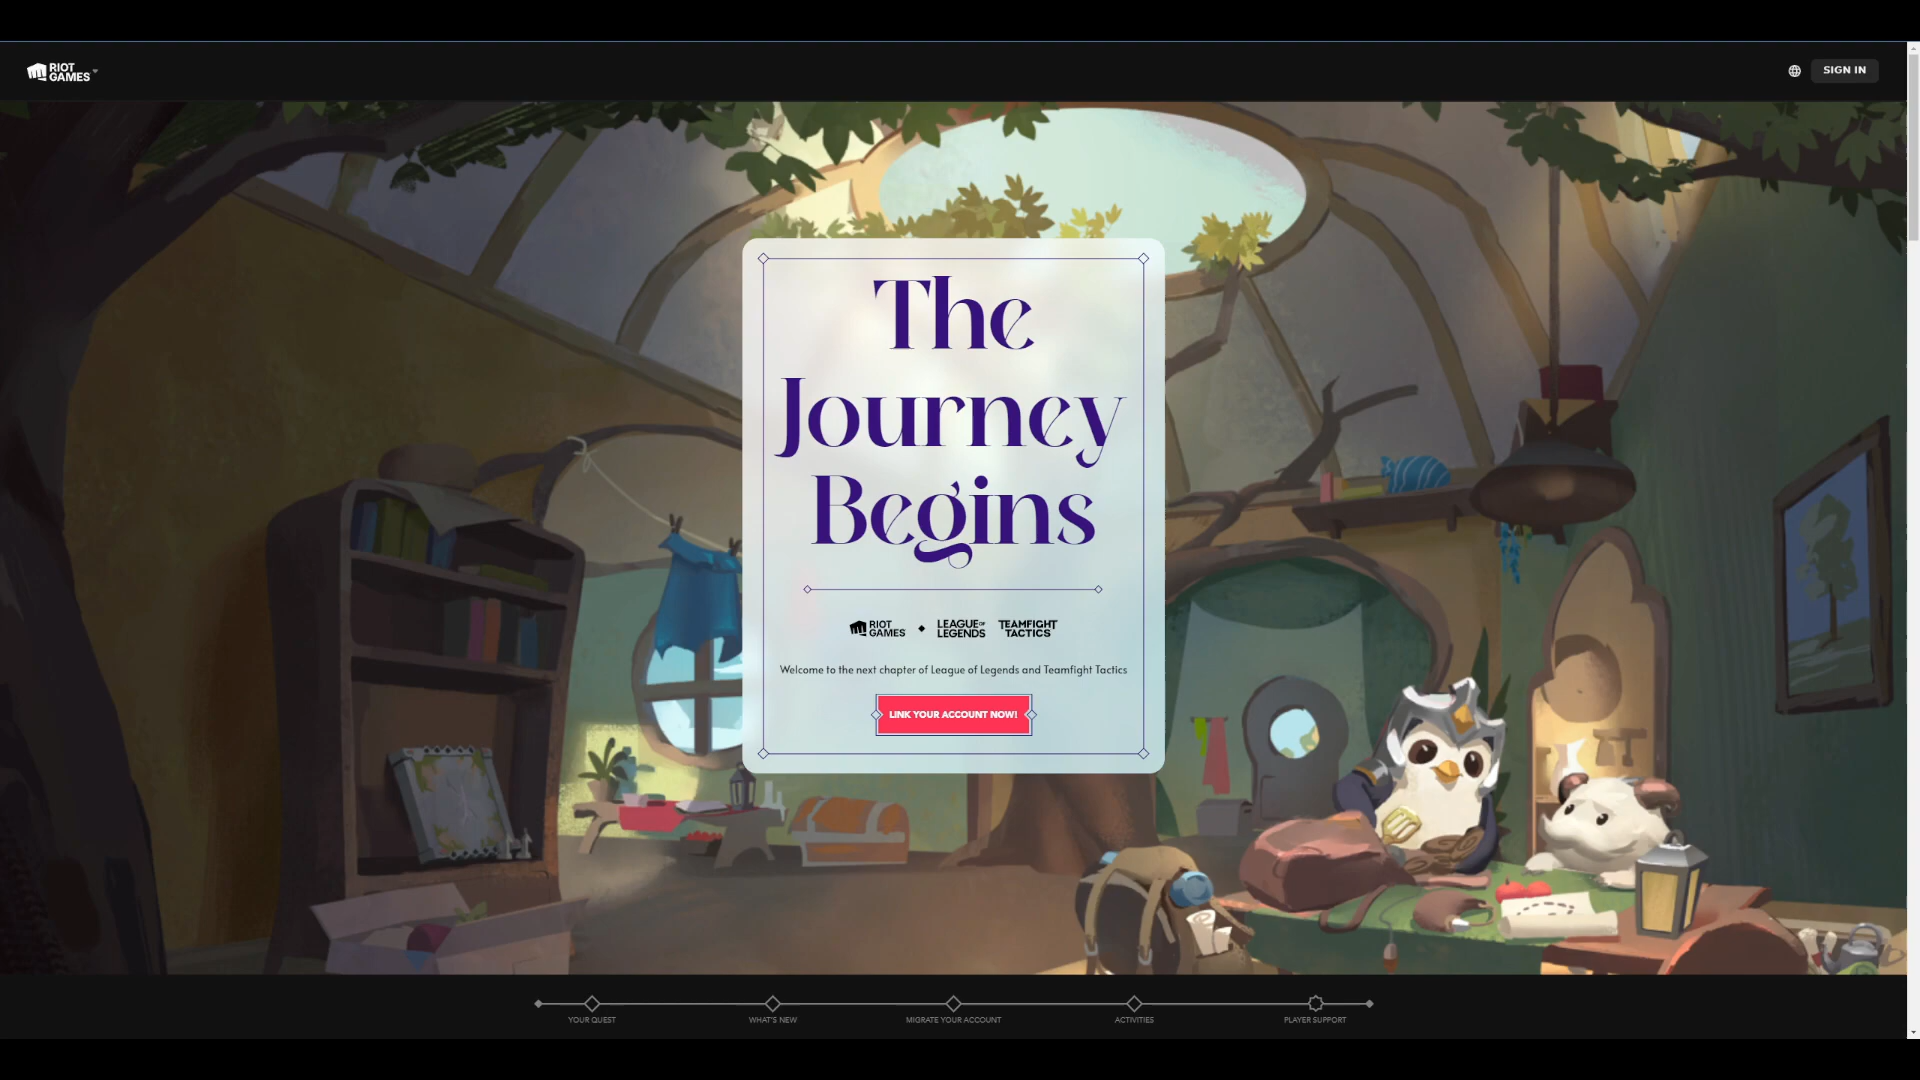 RIOT
GAMES
SIGN IN
The
Journey
Begins
RIOT
GAMES
LEAGUE OF
LEGENDS
TEAMFIGHT
TACTICS
Welcome to the next chapter of League of Legends and Teamfight Tactics
LINK YOUR ACCOUNT NOW!
YOUR QUEST
WHAT'S NEW
MIGRATE YOUR ACCOUNT
ACTIVITIES
PLAYER SUPPORT